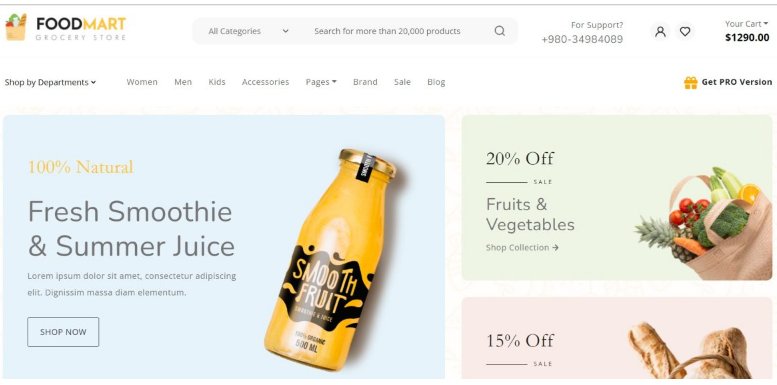 FOODMART
GROCERY STORE
All Categories
Search for more than 20,000 products
For Support?
+980-34984089
Your Cart
$1290.00
Shop by Departments
Women Men Kids Accessories Pages Brand Sale Blog
Get PRO Version
100% Natural
Fresh Smoothie
& Summer Juice
Lorem ipsum dolor sit amet, consectetur adipiscing
elit. Dignissim massa diam elementum.
SHOP NOW
SMOOTH
FRUIT
SMOOTHIE & JUICE
100% ORGANIC
500 ML
20% Off
SALE
Fruits &
Vegetables
Shop Collection →
15% Off
SALE